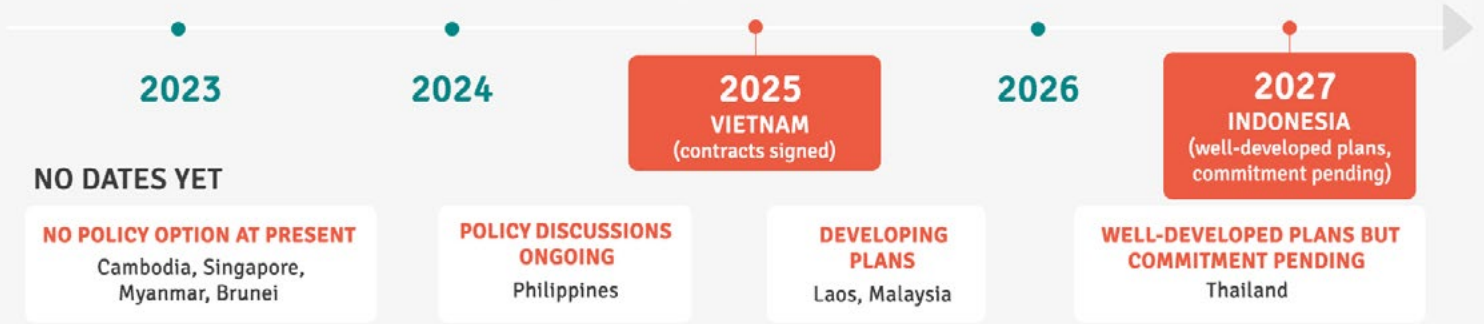 2023
2024
2025
VIETNAM
(contracts signed)
2026
2027
INDONESIA
(well-developed plans,
commitment pending)
NO DATES YET
NO POLICY OPTION AT PRESENT
Cambodia, Singapore,
Myanmar, Brunei
POLICY DISCUSSIONS
ONGOING
Philippines
DEVELOPING
PLANS
Laos, Malaysia
WELL-DEVELOPED PLANS BUT
COMMITMENT PENDING
Thailand